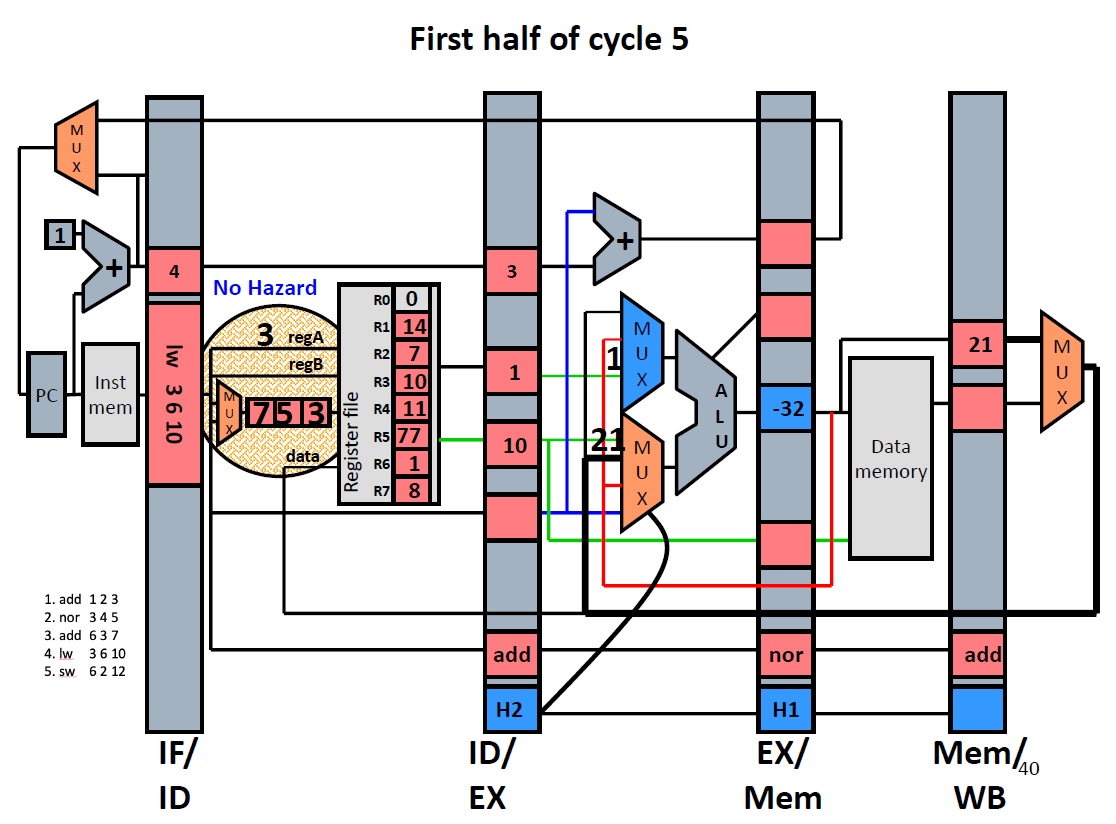 First half of cycle 5
M
U
X
1
+
4
No Hazard
3
+
3 regA
regB
R0 0
R1 14
R2 7
R3 10
R4 11
R5 77
R6 1
R7 8
Register file
M
U
X
7 5 3
data
PC
Inst
mem
lw 3 6 10
1
10
1
M
U
X
21
M
U
X
A
L
U
-32
Data
memory
21
M
U
X
1. add 1 2 3
2. nor 3 4 5
3. add 6 3 7
4. lw 3 6 10
5. sw 6 2 12
add
nor
add
H2
H1
IF/
ID
ID/
EX
EX/
Mem
Mem/
WB
40